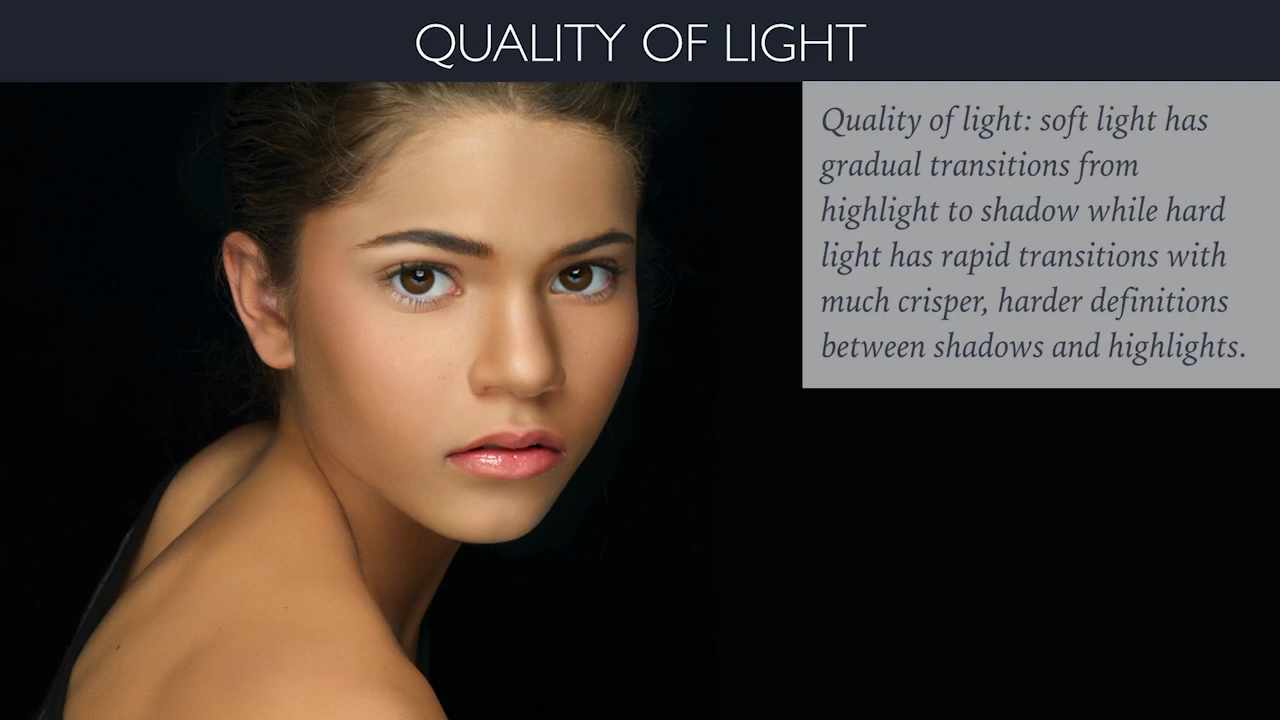 QUALITY OF LIGHT
Quality of light: soft light has
gradual transitions from
highlight to shadow while hard
light has rapid transitions with
much crisper, harder definitions
between shadows and highlights.